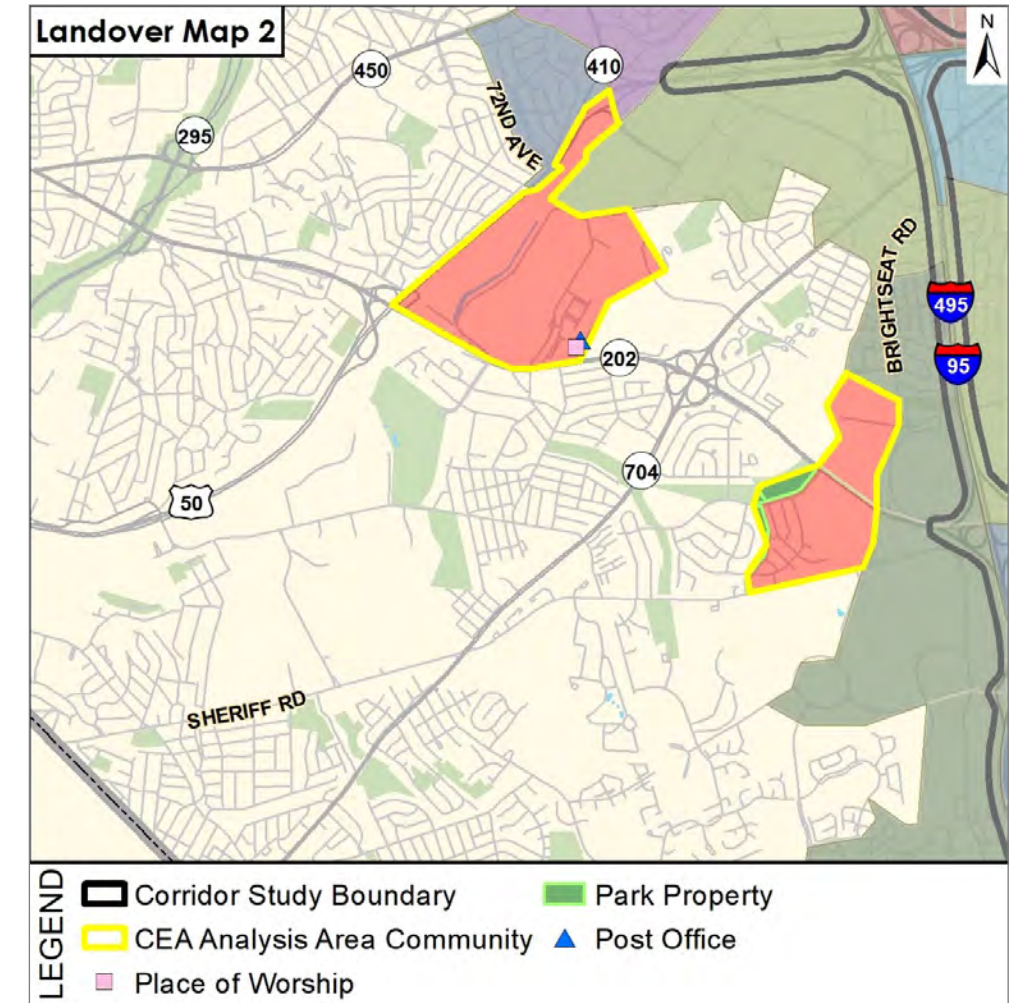 Landover Map 2
N
450
410
72ND AVE
295
BRIGHTSEAT RD
495
202
95
704
50
SHERIFF RD
LEGEND
Corridor Study Boundary
Park Property
CEA Analysis Area Community
Post Office
Place of Worship